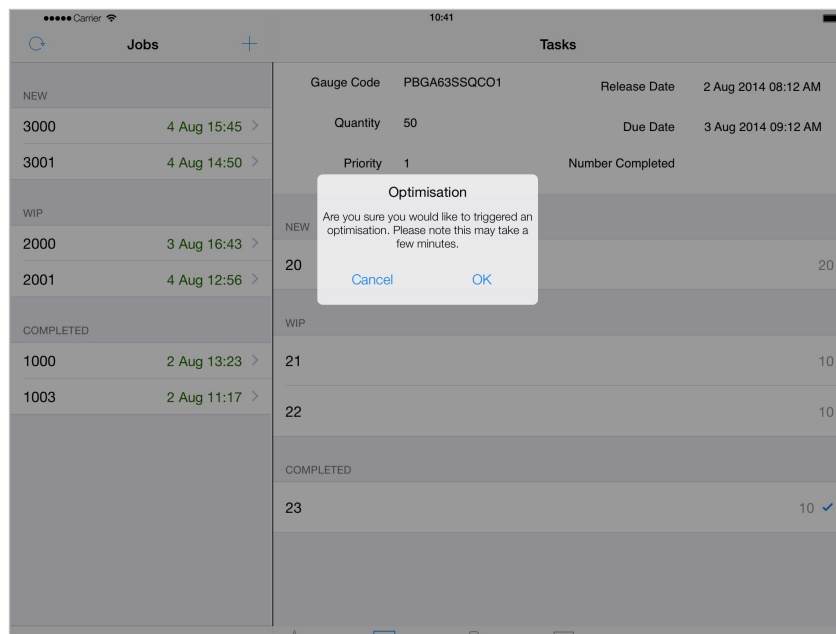 Carrier
10:41
Jobs
Tasks
NEW
3000 4 Aug 15:45
3001 4 Aug 14:50
WIP
2000 3 Aug 16:43
2001 4 Aug 12:56
COMPLETED
1000 2 Aug 13:23
1003 2 Aug 11:17
Gauge Code PBGA63SSQCO1 Release Date 2 Aug 2014 08:12 AM
Quantity 50 Due Date 3 Aug 2014 09:12 AM
Priority 1 Number Completed
Optimisation
Are you sure you would like to triggered an
optimisation. Please note this may take a
few minutes.
Cancel OK
NEW
20 20
WIP
21 10
22 10
COMPLETED
23 10